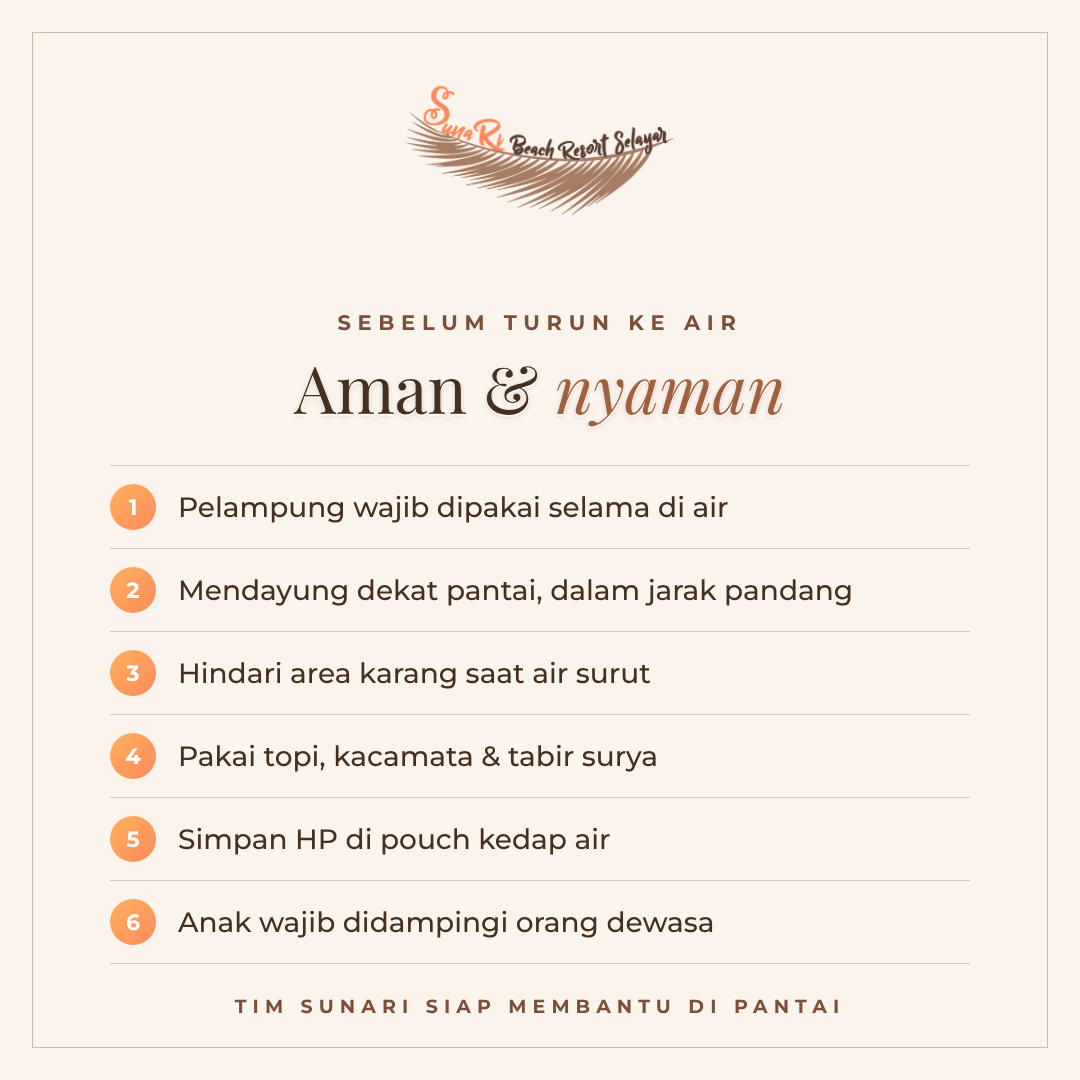 SunaRi Beach Resort Selayar
SEBELUM TURUN KE AIR
Aman & nyaman
1 Pelampung wajib dipakai selama di air
2 Mendayung dekat pantai, dalam jarak pandang
3 Hindari area karang saat air surut
4 Pakai topi, kacamata & tabir surya
5 Simpan HP di pouch kedap air
6 Anak wajib didampingi orang dewasa
TIM SUNARI SIAP MEMBANTU DI PANTAI